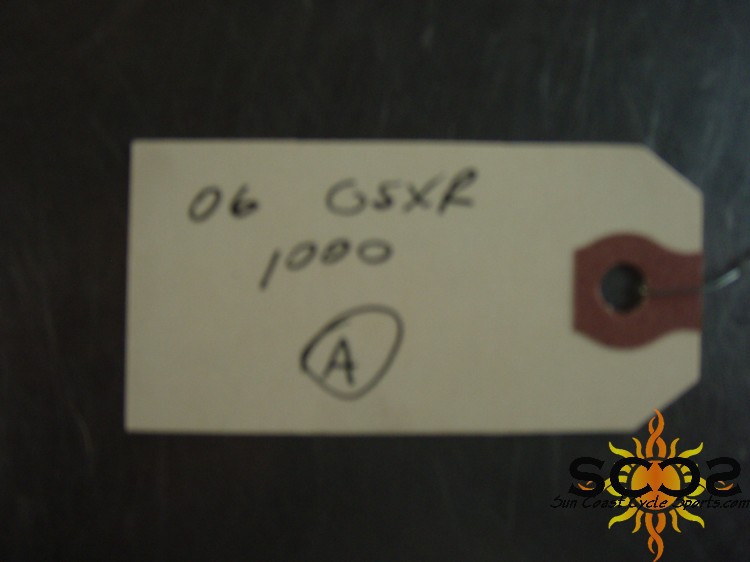 06 GSXR
1000
A
SCCS
Sun Coast Cycle Sports.com